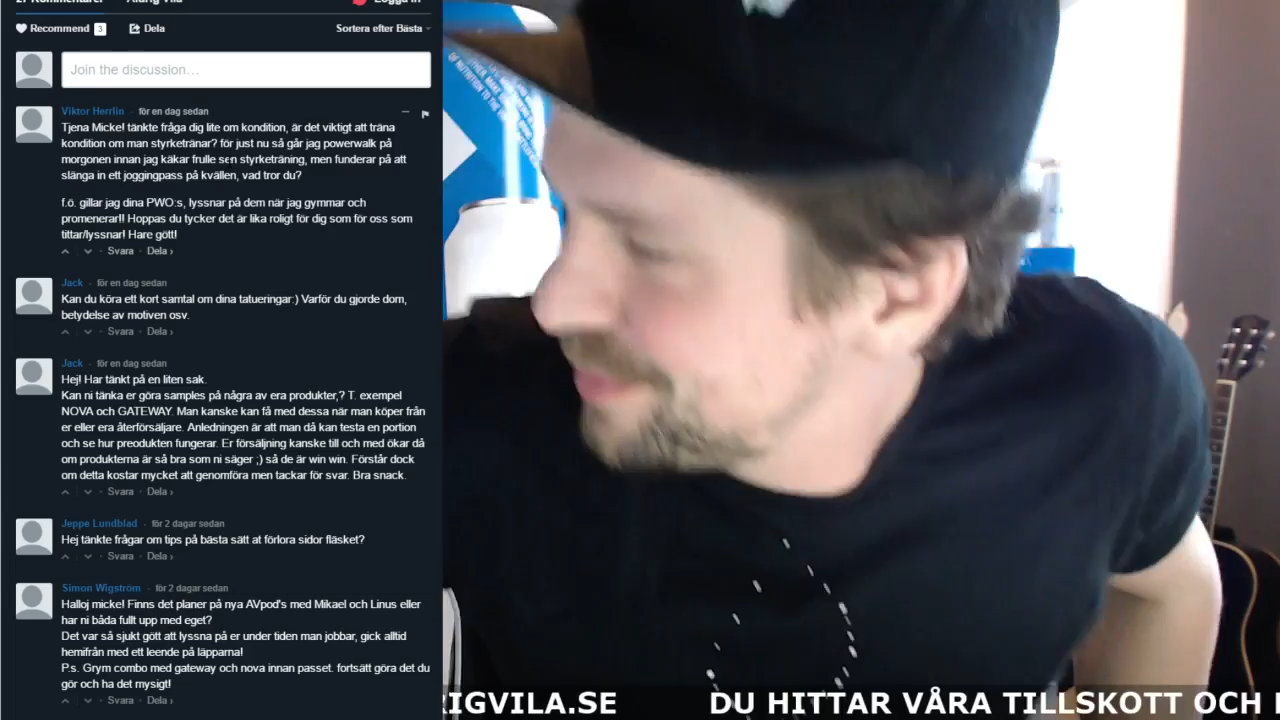 27 Kommentarer
Aldrig Vila
Logga in
Recommend 3
Dela
Sortera efter Bästa
Join the discussion…
Viktor Herrlin · för en dag sedan
Tjena Micke! tänkte fråga dig lite om kondition, är det viktigt att träna
kondition om man styrketränar? för just nu så går jag powerwalk på
morgonen innan jag käkar frulle sen styrketräning, men funderar på att
slänga in ett joggingpass på kvällen, vad tror du?
f.ö. gillar jag dina PWO:s, lyssnar på dem när jag gymmar och
promenerar!! Hoppas du tycker det är lika roligt för dig som för oss som
tittar/lyssnar! Hare gött!
Svara · Dela ›
Jack · för en dag sedan
Kan du köra ett kort samtal om dina tatueringar:) Varför du gjorde dom,
betydelse av motiven osv.
Svara · Dela ›
Jack · för en dag sedan
Hej! Har tänkt på en liten sak.
Kan ni tänka er göra samples på några av era produkter,? T. exempel
NOVA och GATEWAY. Man kanske kan få med dessa när man köper från
er eller era återförsäljare. Anledningen är att man då kan testa en portion
och se hur preodukten fungerar. Er försäljning kanske till och med ökar då
om produkterna är så bra som ni säger ;) så de är win win. Förstår dock
om detta kostar mycket att genomföra men tackar för svar. Bra snack.
Svara · Dela ›
Jeppe Lundblad · för 2 dagar sedan
Hej tänkte frågar om tips på bästa sätt at förlora sidor fläsket?
Svara · Dela ›
Simon Wigström · för 2 dagar sedan
Halloj micke! Finns det planer på nya AVpod's med Mikael och Linus eller
har ni båda fullt upp med eget?
Det var så sjukt gött att lyssna på er under tiden man jobbar, gick alltid
hemifrån med ett leende på läpparna!
P.s. Grym combo med gateway och nova innan passet. fortsätt göra det du
gör och ha det mysigt!
Svara · Dela ›
OF NUTRITION TO THE
RIGVILA.SE DU HITTAR VÅRA TILLSKOTT OCH